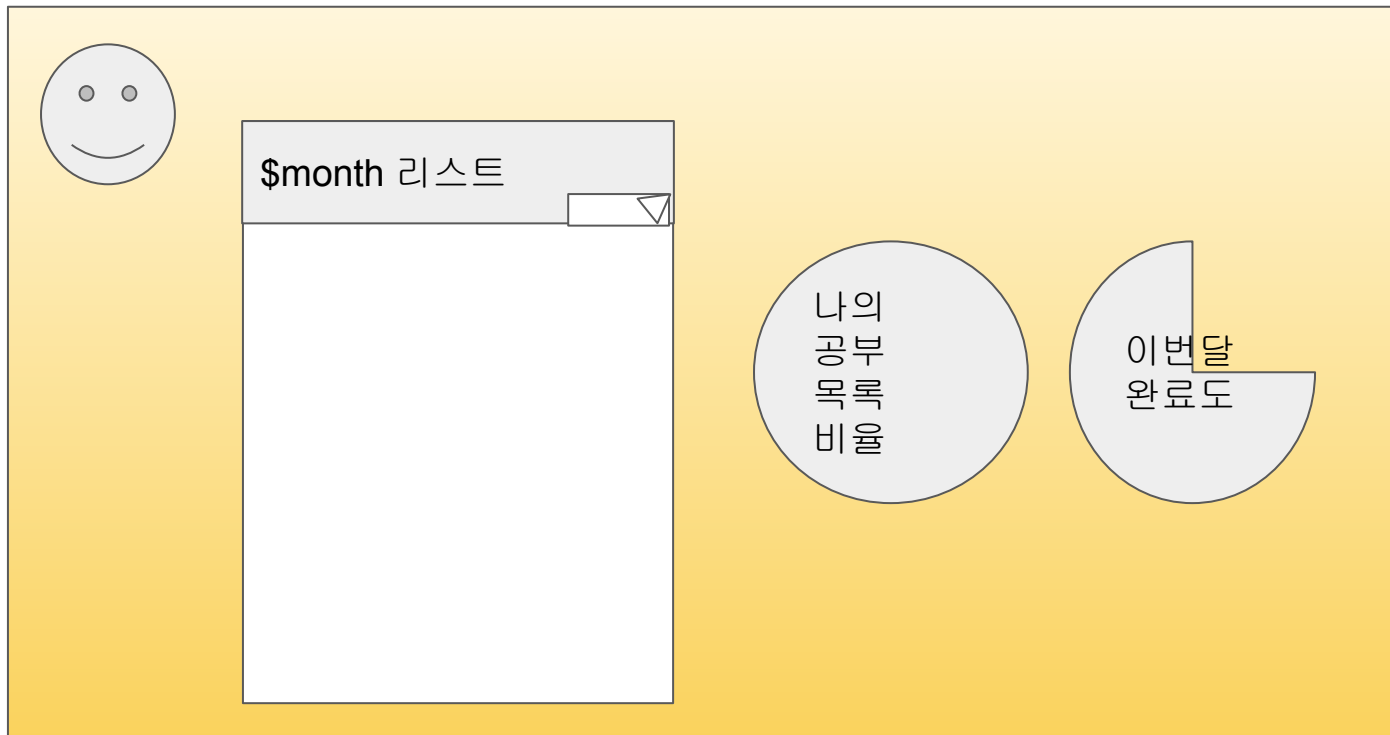 $month 리스트
나의
공부
목록
비율
이번달
완료도